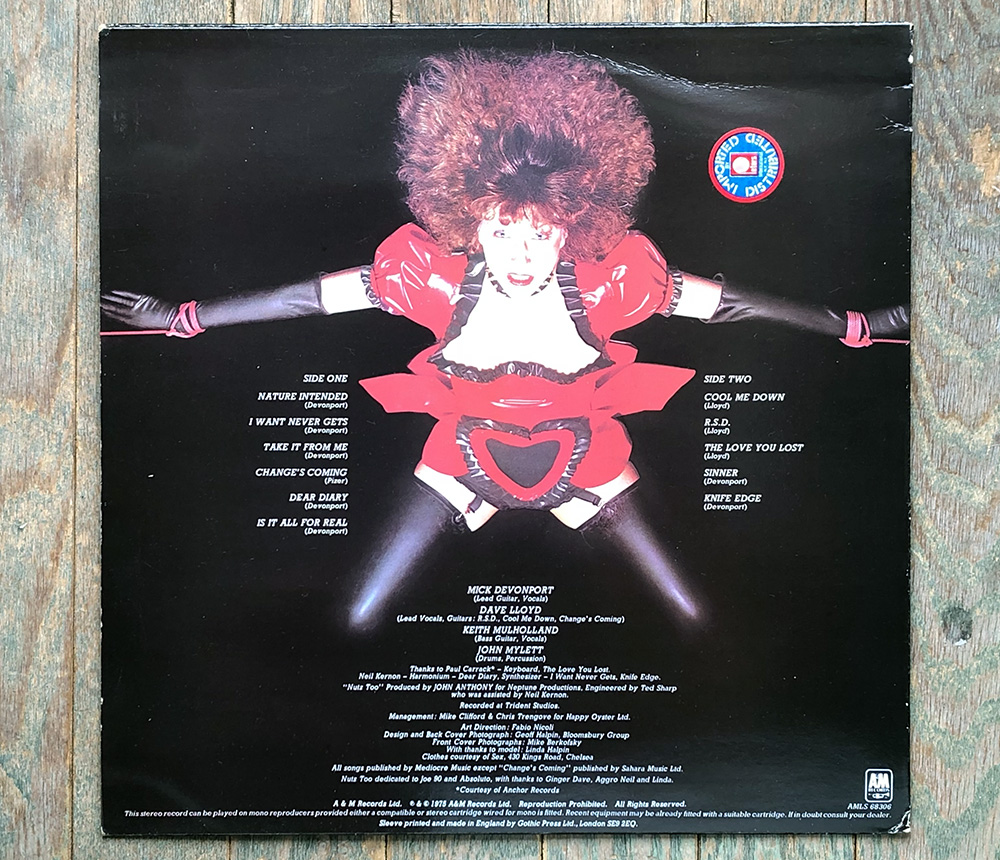 IMPORTED
DISTRIBUTED
SIDE ONE
NATURE INTENDED
(Devonport)
I WANT NEVER GETS
(Devonport)
TAKE IT FROM ME
(Devonport)
CHANGE'S COMING
(Pizer)
DEAR DIARY
(Devonport)
IS IT ALL FOR REAL
(Devonport)
SIDE TWO
COOL ME DOWN
(Lloyd)
R.S.D.
(Lloyd)
THE LOVE YOU LOST
(Lloyd)
SINNER
(Devonport)
KNIFE EDGE
(Devonport)
MICK DEVONPORT
(Lead Guitar, Vocals)
DAVE LLOYD
(Lead Vocals, Guitars: R.S.D., Cool Me Down, Change's Coming)
KEITH MULHOLLAND
(Bass Guitar, Vocals)
JOHN MYLETT
(Drums, Percussion)
Thanks to Paul Carrack* – Keyboard, The Love You Lost.
Neil Kernon – Harmonium – Dear Diary, Synthesizer – I Want Never Gets, Knife Edge.
"Nutz Too" Produced by JOHN ANTHONY for Neptune Productions, Engineered by Ted Sharp
who was assisted by Neil Kernon.
Recorded at Trident Studios.
Management: Mike Clifford & Chris Trengove for Happy Oyster Ltd.
Art Direction: Fabio Nicoli
Design and Back Cover Photograph: Geoff Halpin, Bloomsbury Group
Front Cover Photographs: Mike Berkofsky
With thanks to model: Linda Halpin
Clothes courtesy of Sex, 430 Kings Road, Chelsea
All songs published by Mediocre Music except "Change's Coming" published by Sahara Music Ltd.
Nutz Too dedicated to Joe 90 and Absoluto, with thanks to Ginger Dave, Aggro Neil and Linda.
*Courtesy of Anchor Records
A&M
RECORDS
AMLS 68306
A & M Records Ltd. ℗ & © 1975 A&M Records Ltd. Reproduction Prohibited. All Rights Reserved.
This stereo record can be played on mono reproducers provided either a compatible or stereo cartridge wired for mono is fitted. Recent equipment may be already fitted with a suitable cartridge. If in doubt consult your dealer.
Sleeve printed and made in England by Gothic Press Ltd., London SE9 2EQ.